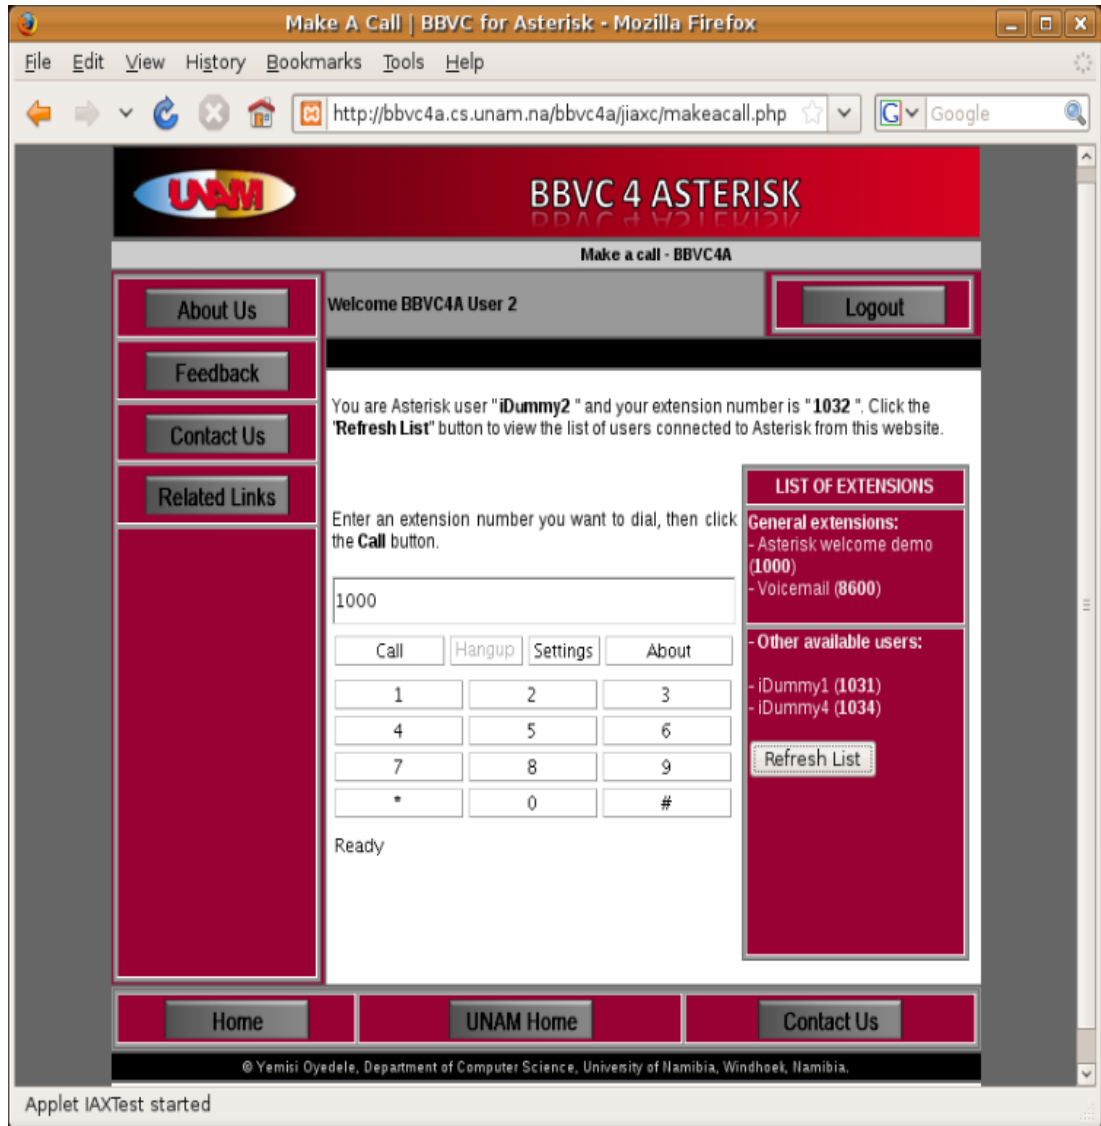 Make A Call | BBVC for Asterisk - Mozilla Firefox
File Edit View History Bookmarks Tools Help
http://bbvc4a.cs.unam.na/bbvc4a/jiaxc/makeacall.php
G Google
UNAM
BBVC 4 ASTERISK
Make a call - BBVC4A
About Us
Feedback
Contact Us
Related Links
Welcome BBVC4A User 2
Logout
You are Asterisk user "iDummy2 " and your extension number is "1032 ". Click the
"Refresh List" button to view the list of users connected to Asterisk from this website.
Enter an extension number you want to dial, then click
the Call button.
1000
Call Hangup Settings About
1 2 3
4 5 6
7 8 9
* 0 #
Ready
LIST OF EXTENSIONS
General extensions:
- Asterisk welcome demo
(1000)
- Voicemail (8600)
- Other available users:
- iDummy1 (1031)
- iDummy4 (1034)
Refresh List
Home UNAM Home Contact Us
© Yemisi Oyedele, Department of Computer Science, University of Namibia, Windhoek, Namibia.
Applet IAXTest started